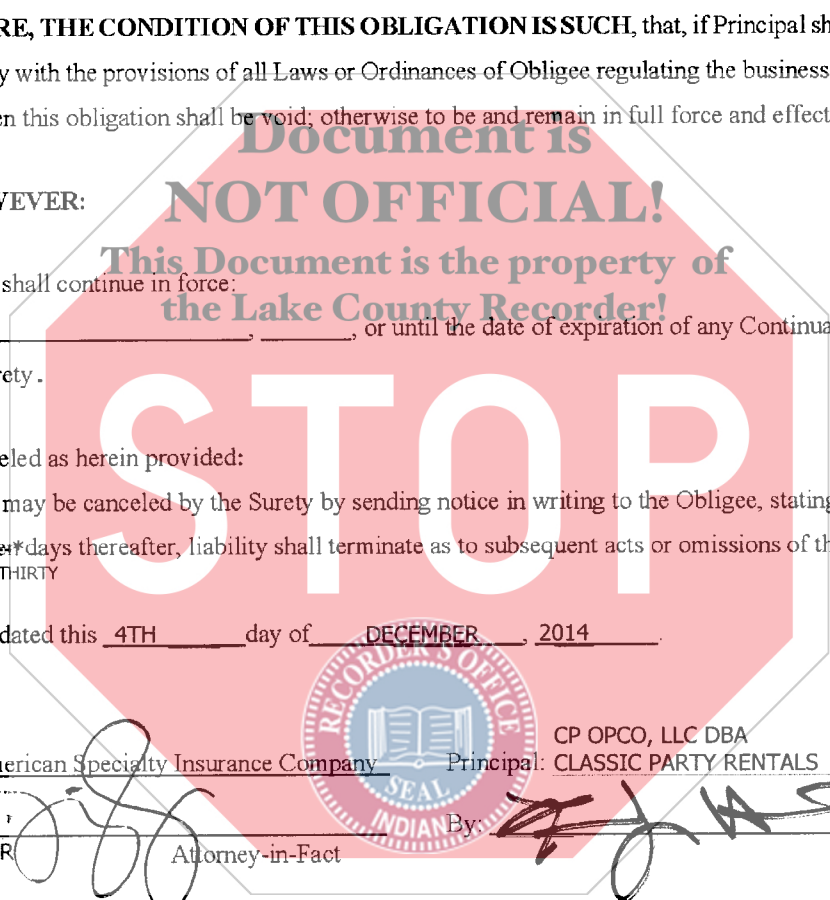 RE, THE CONDITION OF THIS OBLIGATION IS SUCH, that, if Principal sh
y with the provisions of all Laws or Ordinances of Obligee regulating the business
en this obligation shall be void; otherwise to be and remain in full force and effect
Document is
NOT OFFICIAL!
VEVER:
This Document is the property of
shall continue in force:
the Lake County Recorder!
, , or until the date of expiration of any Continua
rety.
STOP
eled as herein provided:
may be canceled by the Surety by sending notice in writing to the Obligee, stating
*days thereafter, liability shall terminate as to subsequent acts or omissions of th
THIRTY
dated this 4TH day of DECEMBER, 2014.
RECORDER'S OFFICE
SEAL
INDIANA
CP OPCO, LLC DBA
erican Specialty Insurance Company Principal: CLASSIC PARTY RENTALS
By:
R Attorney-in-Fact